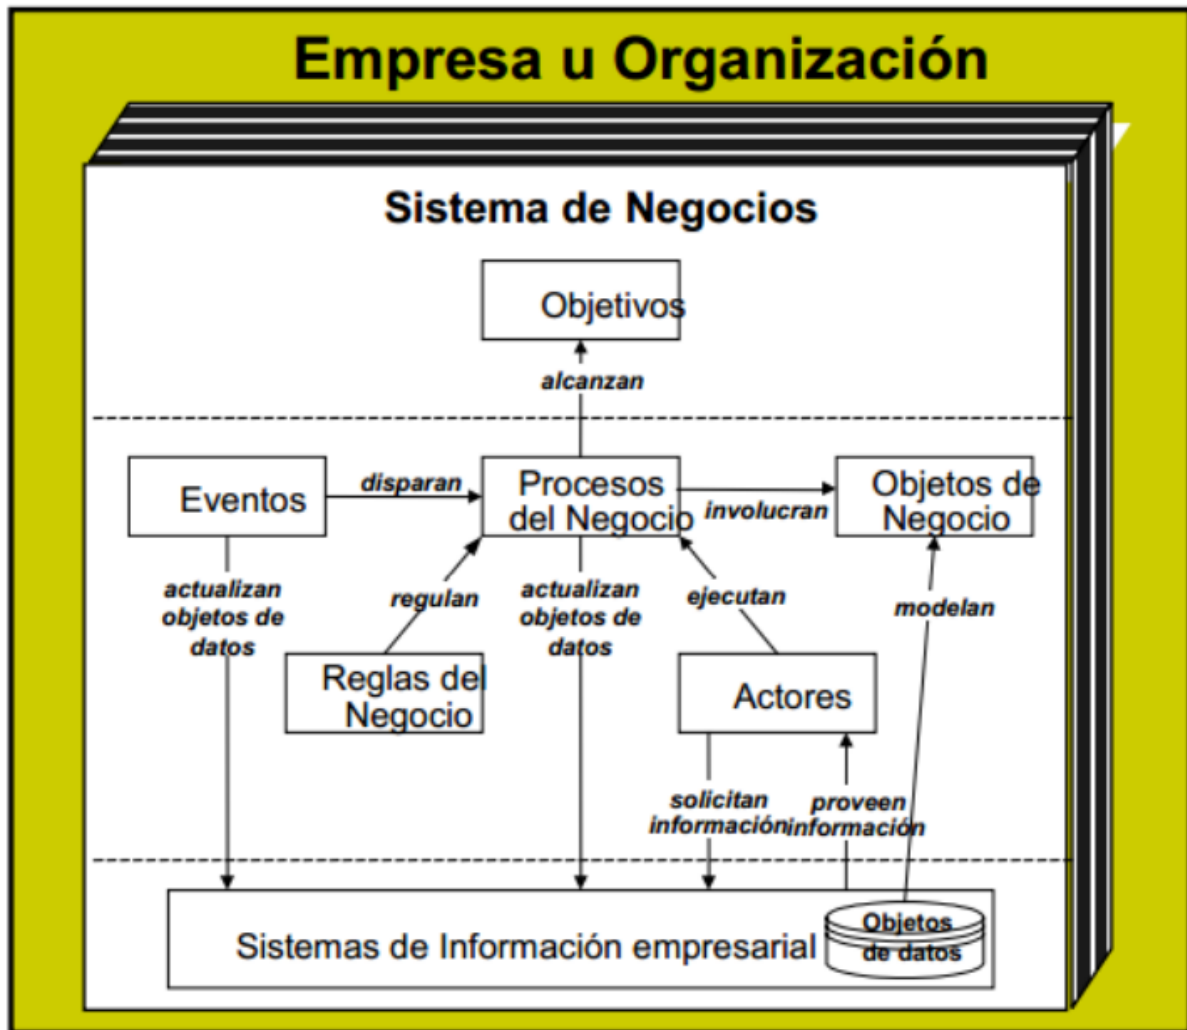 Empresa u Organización
Sistema de Negocios
Objetivos
alcanzan
Eventos
disparan
Procesos
del Negocio
involucran
Objetos de
Negocio
actualizan
objetos de
datos
regulan
actualizan
objetos de
datos
ejecutan
modelan
Reglas del
Negocio
Actores
solicitan
información
proveen
información
Sistemas de Información empresarial
Objetos
de datos